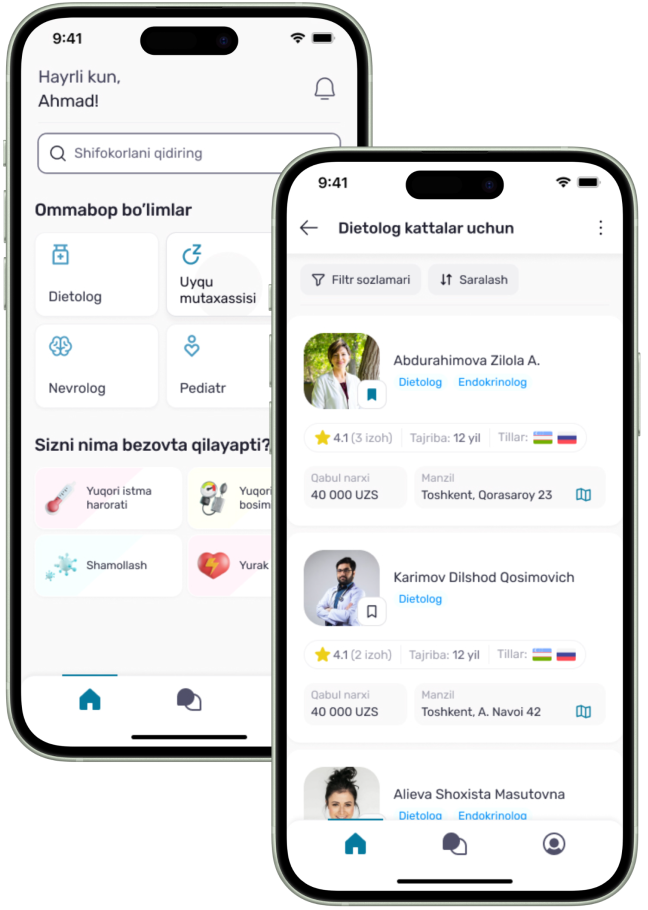 9:41
Hayrli kun,
Ahmad!
Shifokorlani qidiring
Ommabop bo’limlar
Dietolog
Uyqu
mutaxassisi
Nevrolog
Pediatr
Sizni nima bezovta qilayapti?
Yuqori istma
harorati
Yuqori
bosim
Shamollash
Yurak
9:41
Dietolog kattalar uchun
Filtr sozlamari
Saralash
Abdurahimova Zilola A.
Dietolog Endokrinolog
4.1 (3 izoh) Tajriba: 12 yil Tillar:
Qabul narxi
40 000 UZS
Manzil
Toshkent, Qorasaroy 23
Karimov Dilshod Qosimovich
Dietolog
4.1 (2 izoh) Tajriba: 12 yil Tillar:
Qabul narxi
40 000 UZS
Manzil
Toshkent, A. Navoi 42
Alieva Shoxista Masutovna
Dietolog Endokrinolog